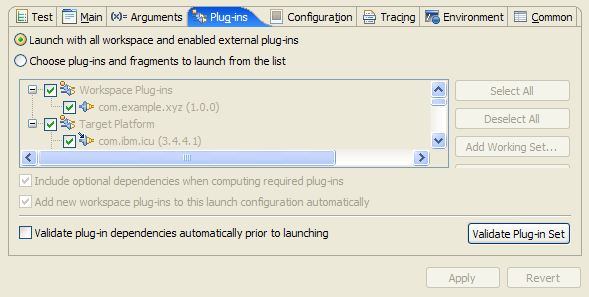 Test Main (x)= Arguments Plug-ins Configuration Tracing Environment Common
Launch with all workspace and enabled external plug-ins
Choose plug-ins and fragments to launch from the list
Workspace Plug-ins
com.example.xyz (1.0.0)
Target Platform
com.ibm.icu (3.4.4.1)
Select All
Deselect All
Add Working Set...
Include optional dependencies when computing required plug-ins
Add new workspace plug-ins to this launch configuration automatically
Validate plug-in dependencies automatically prior to launching
Validate Plug-in Set
Apply
Revert